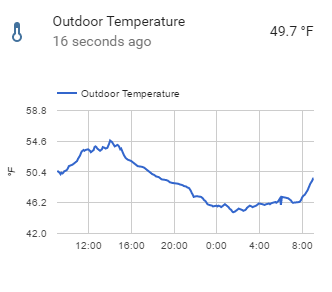 Outdoor Temperature
16 seconds ago
49.7 °F
Outdoor Temperature
58.8
54.6
50.4
46.2
42.0
°F
12:00 16:00 20:00 0:00 4:00 8:00